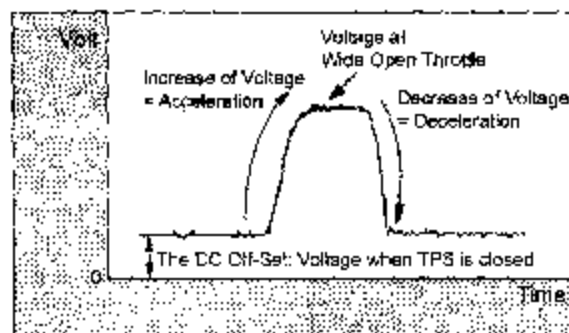 Volt
Voltage at
Wide Open Throttle
Increase of Voltage
= Acceleration
Decrease of Voltage
= Deceleration
The DC Off-Set: Voltage when TPS is closed
0
Time